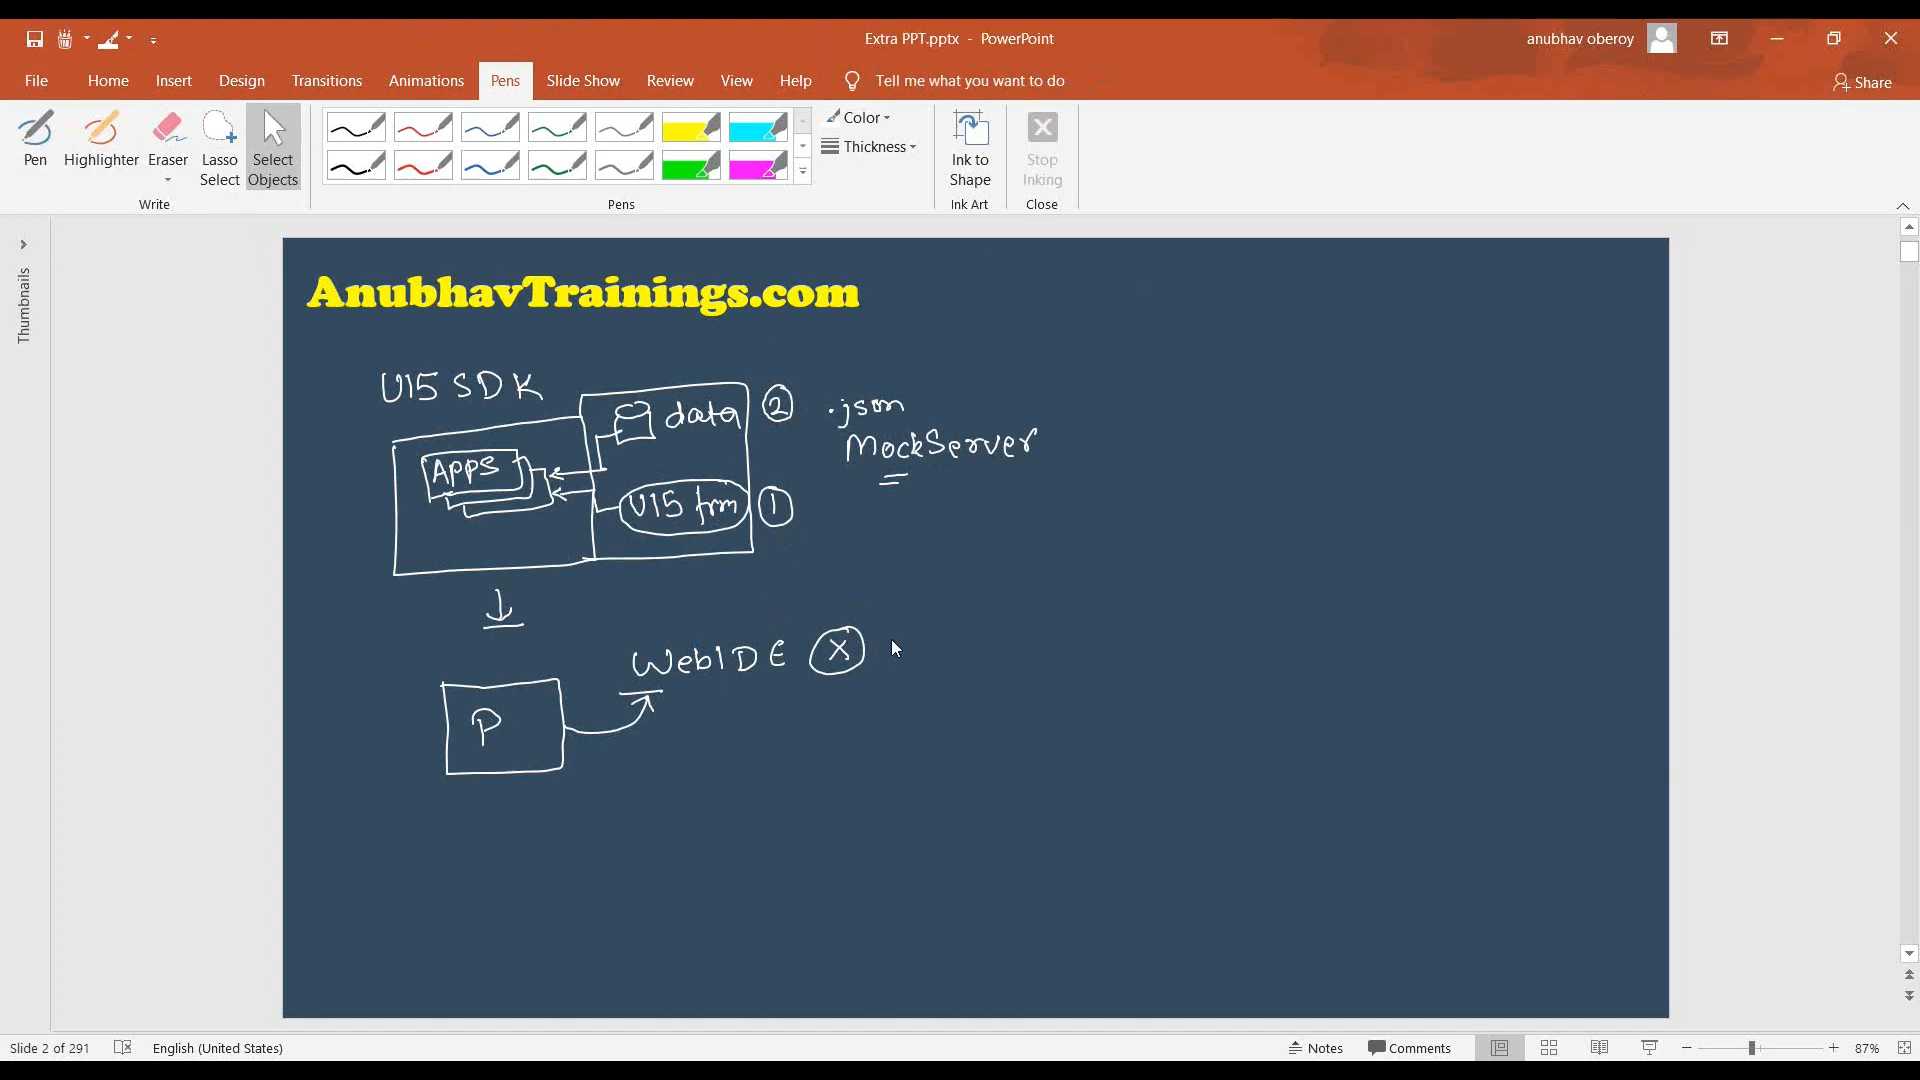 Extra PPT.pptx - PowerPoint
anubhav oberoy
File Home Insert Design Transitions Animations Pens Slide Show Review View Help Tell me what you want to do
Share
Pen Highlighter Eraser Lasso Select Select Objects
Color
Thickness
Ink to Shape
Stop Inking
Write Pens Ink Art Close
Thumbnails
AnubhavTrainings.com
UI5 SDK
data 2 .json
MockServer
Apps
UI5 frm 1
WebIDE X
P
Slide 2 of 291 English (United States) Notes Comments 87%